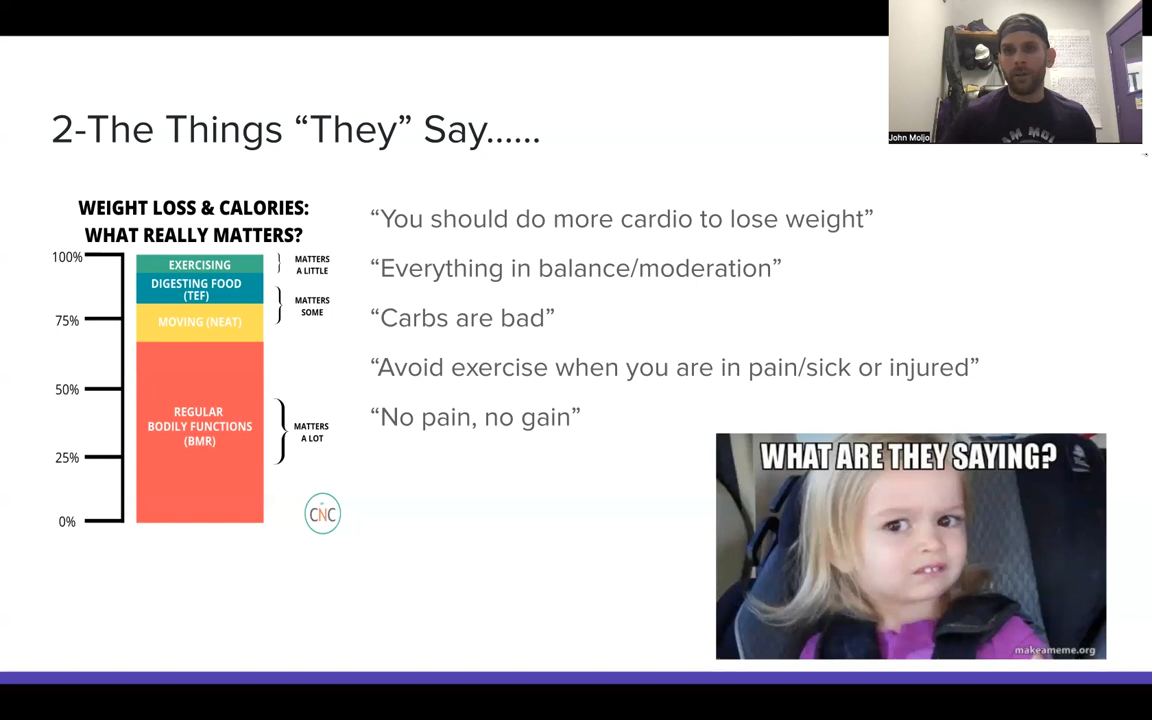 John Moljo
2-The Things “They” Say......
WEIGHT LOSS & CALORIES:
WHAT REALLY MATTERS?
100%
75%
50%
25%
0%
EXERCISING
DIGESTING FOOD
(TEF)
MOVING (NEAT)
REGULAR
BODILY FUNCTIONS
(BMR)
MATTERS
A LITTLE
MATTERS
SOME
MATTERS
A LOT
CNC
“You should do more cardio to lose weight”
“Everything in balance/moderation”
“Carbs are bad”
“Avoid exercise when you are in pain/sick or injured”
“No pain, no gain”
WHAT ARE THEY SAYING?
makeameme.org